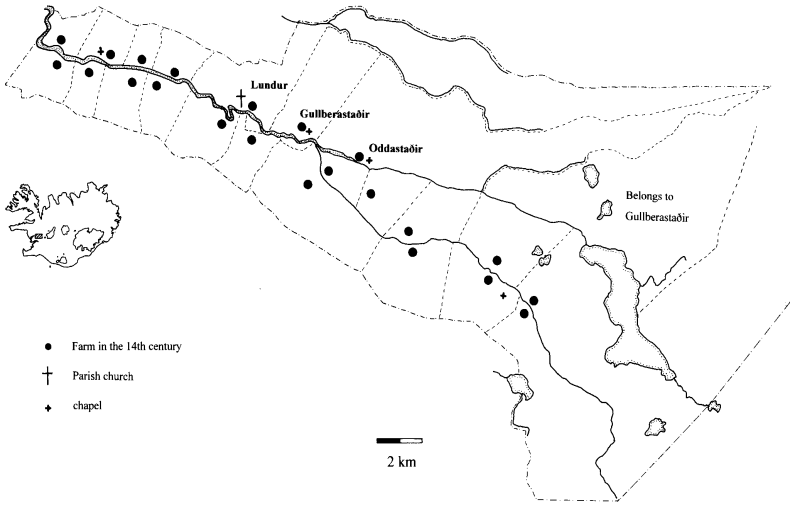 Lundur
Gullberastaðir
Oddastaðir
Belongs to
Gullberastaðir
Farm in the 14th century
Parish church
chapel
2 km